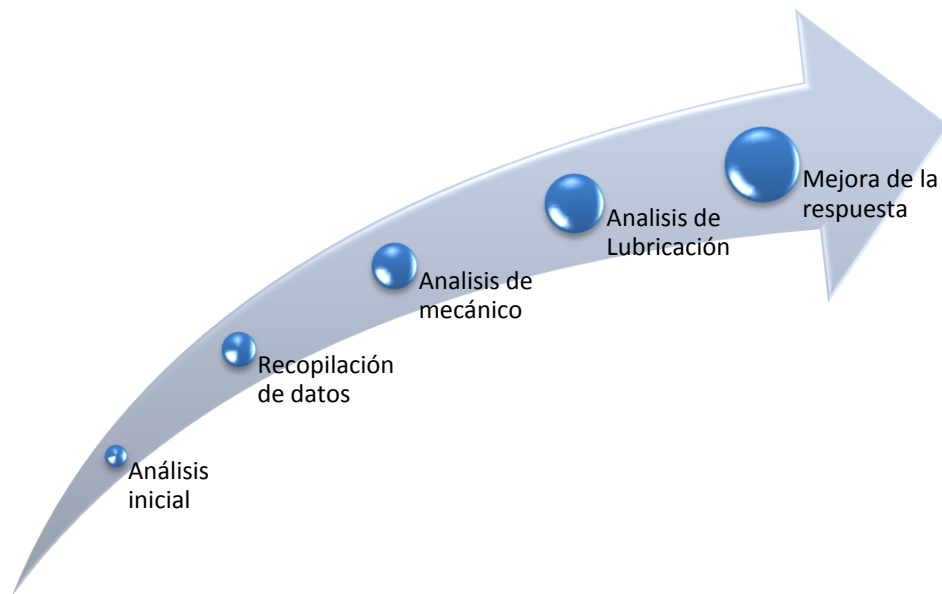 Análisis
inicial
Recopilación
de datos
Analisis de
mecánico
Analisis de
Lubricación
Mejora de la
respuesta